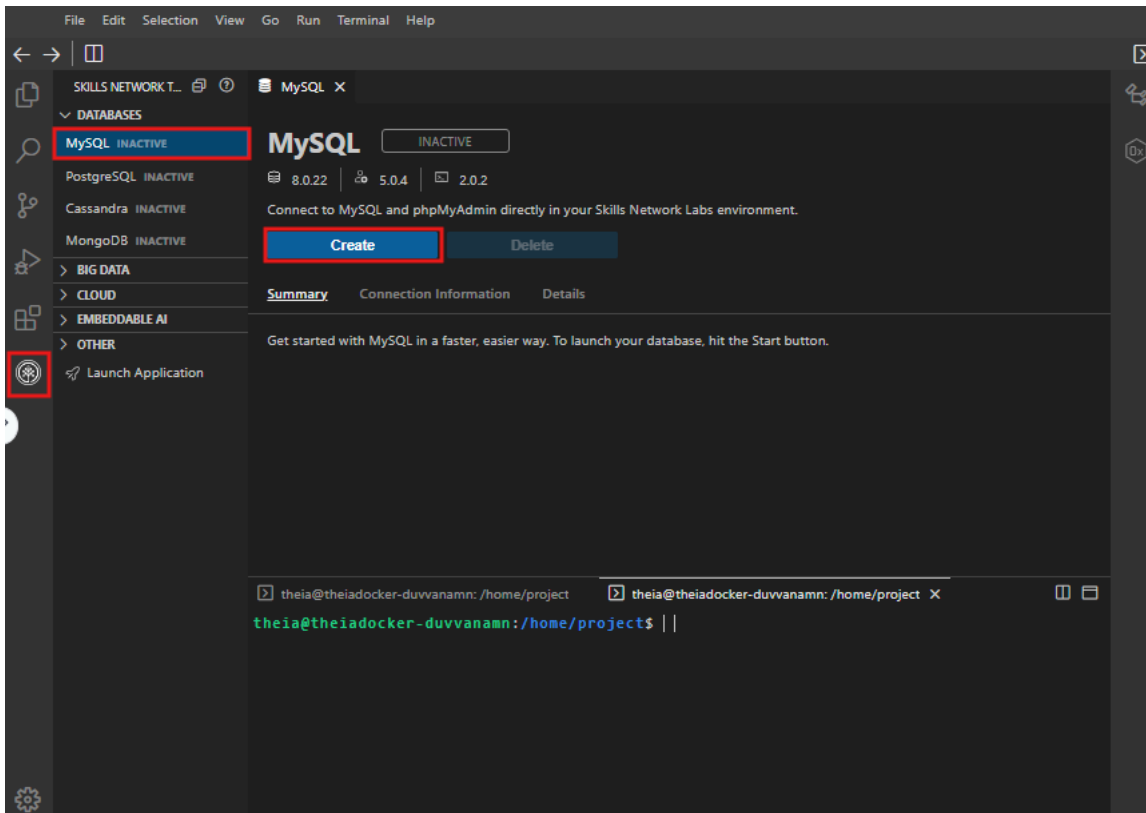 File Edit Selection View Go Run Terminal Help
SKILLS NETWORK T...
MySQL
DATABASES
MySQL INACTIVE
PostgreSQL INACTIVE
Cassandra INACTIVE
MongoDB INACTIVE
BIG DATA
CLOUD
EMBEDDABLE AI
OTHER
Launch Application
MySQL INACTIVE
8.0.22 5.0.4 2.0.2
Connect to MySQL and phpMyAdmin directly in your Skills Network Labs environment.
Create Delete
Summary Connection Information Details
Get started with MySQL in a faster, easier way. To launch your database, hit the Start button.
theia@theiadocker-duvvanamn: /home/project theia@theiadocker-duvvanamn: /home/project
theia@theiadocker-duvvanamn:/home/project$